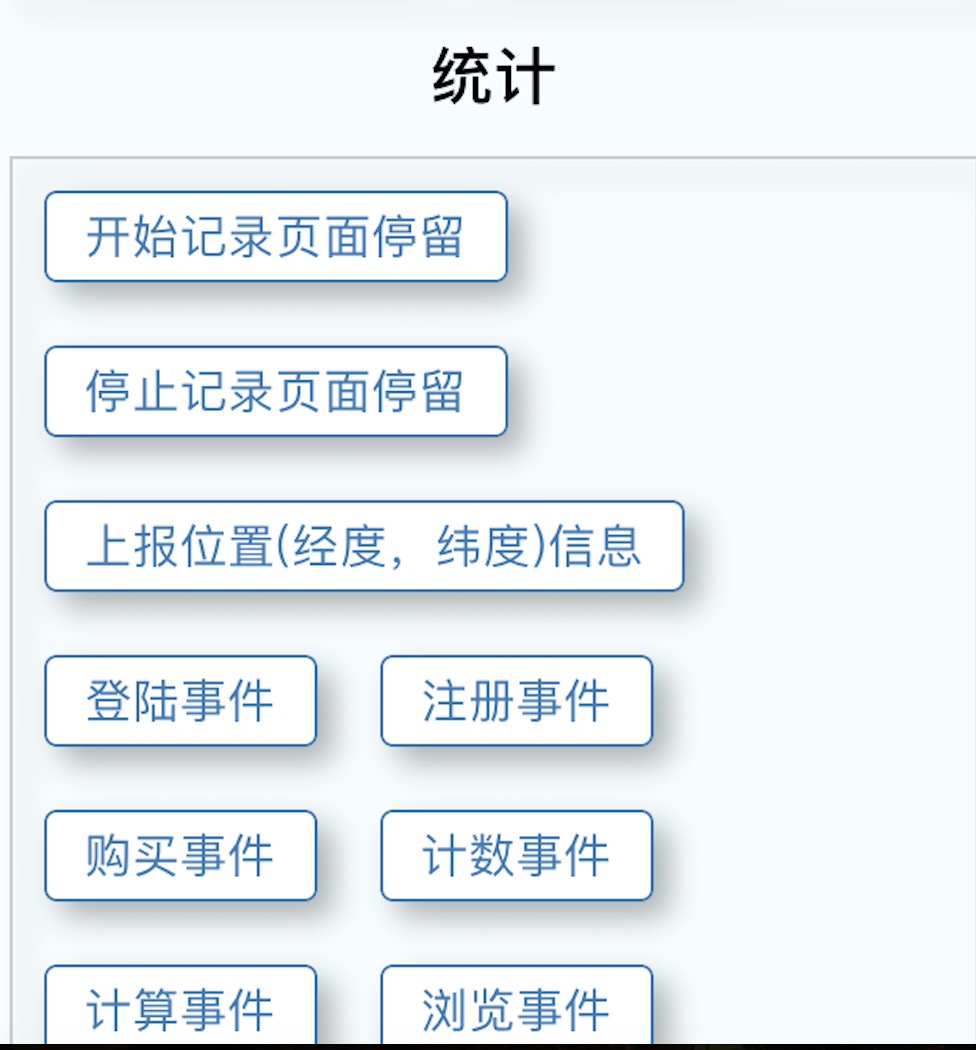 统计
开始记录页面停留
停止记录页面停留
上报位置(经度，纬度)信息
登陆事件 注册事件
购买事件 计数事件
计算事件 浏览事件